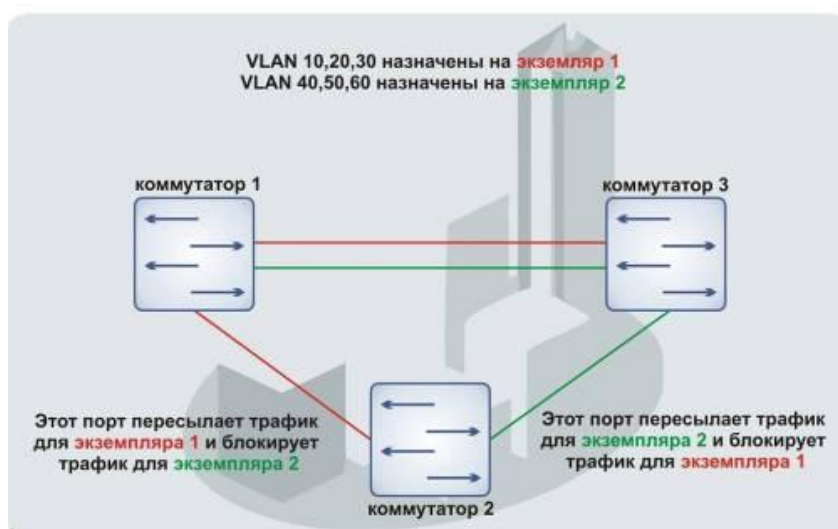 VLAN 10,20,30 назначены на экземляр 1
VLAN 40,50,60 назначены на экземпляр 2
коммутатор 1
коммутатор 3
Этот порт пересылает трафик
для экземпляра 1 и блокирует
трафик для экземпляра 2
Этот порт пересылает трафик
для экземпляра 2 и блокирует
трафик для экземпляра 1
коммутатор 2